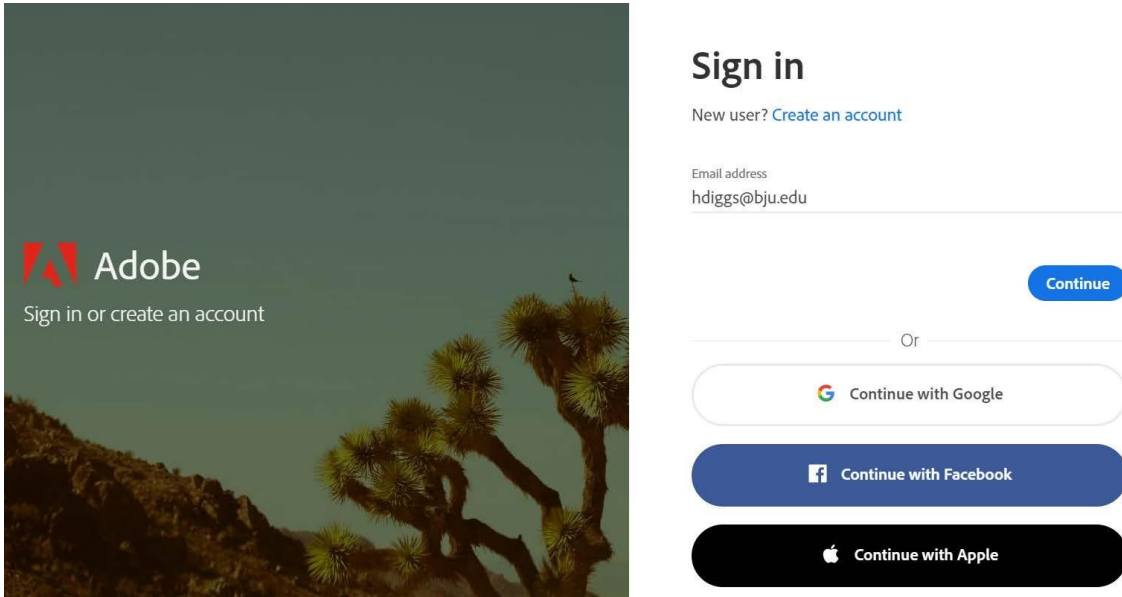 Adobe
Sign in or create an account
Sign in
New user? Create an account
Email address
hdiggs@bju.edu
Continue
Or
Continue with Google
Continue with Facebook
Continue with Apple